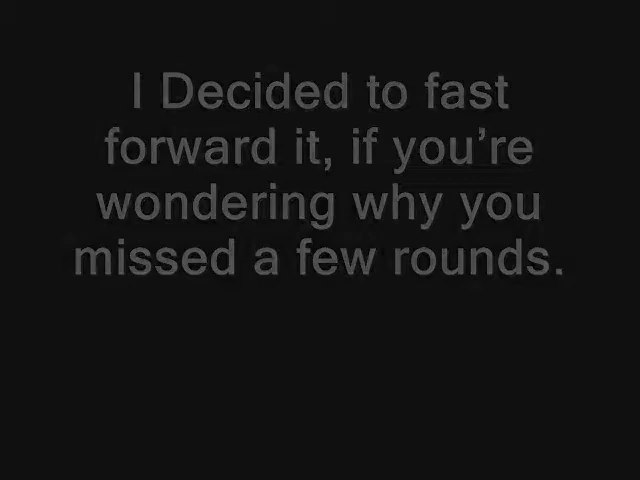 I Decided to fast
forward it, if you’re
wondering why you
missed a few rounds.